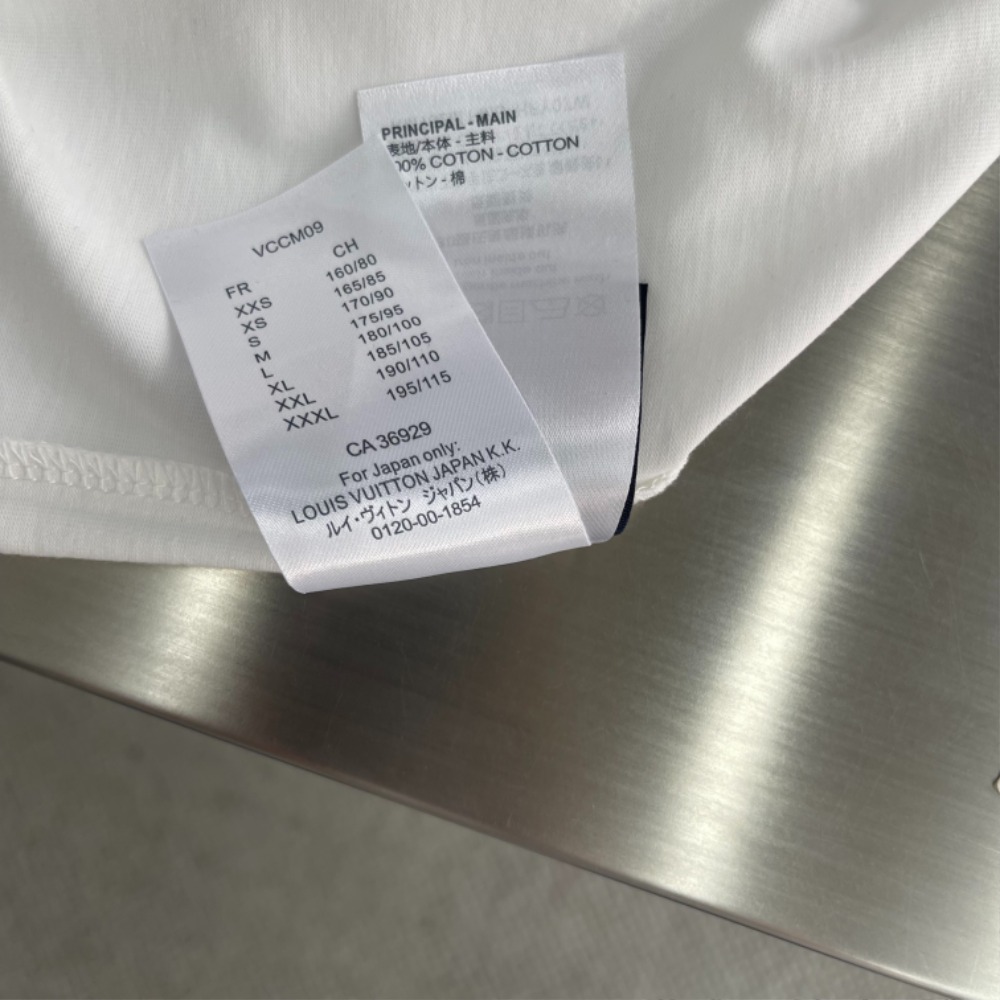 PRINCIPAL - MAIN
表地/本体 - 主料
00% COTON - COTTON
トン - 棉
VCCM09
FR CH
XXS 160/80
XS 165/85
S 170/90
M 175/95
L 180/100
XL 185/105
XXL 190/110
XXXL 195/115
CA 36929
For Japan only:
LOUIS VUITTON JAPAN K.K.
ルイ・ヴィトン ジャパン(株)
0120-00-1854